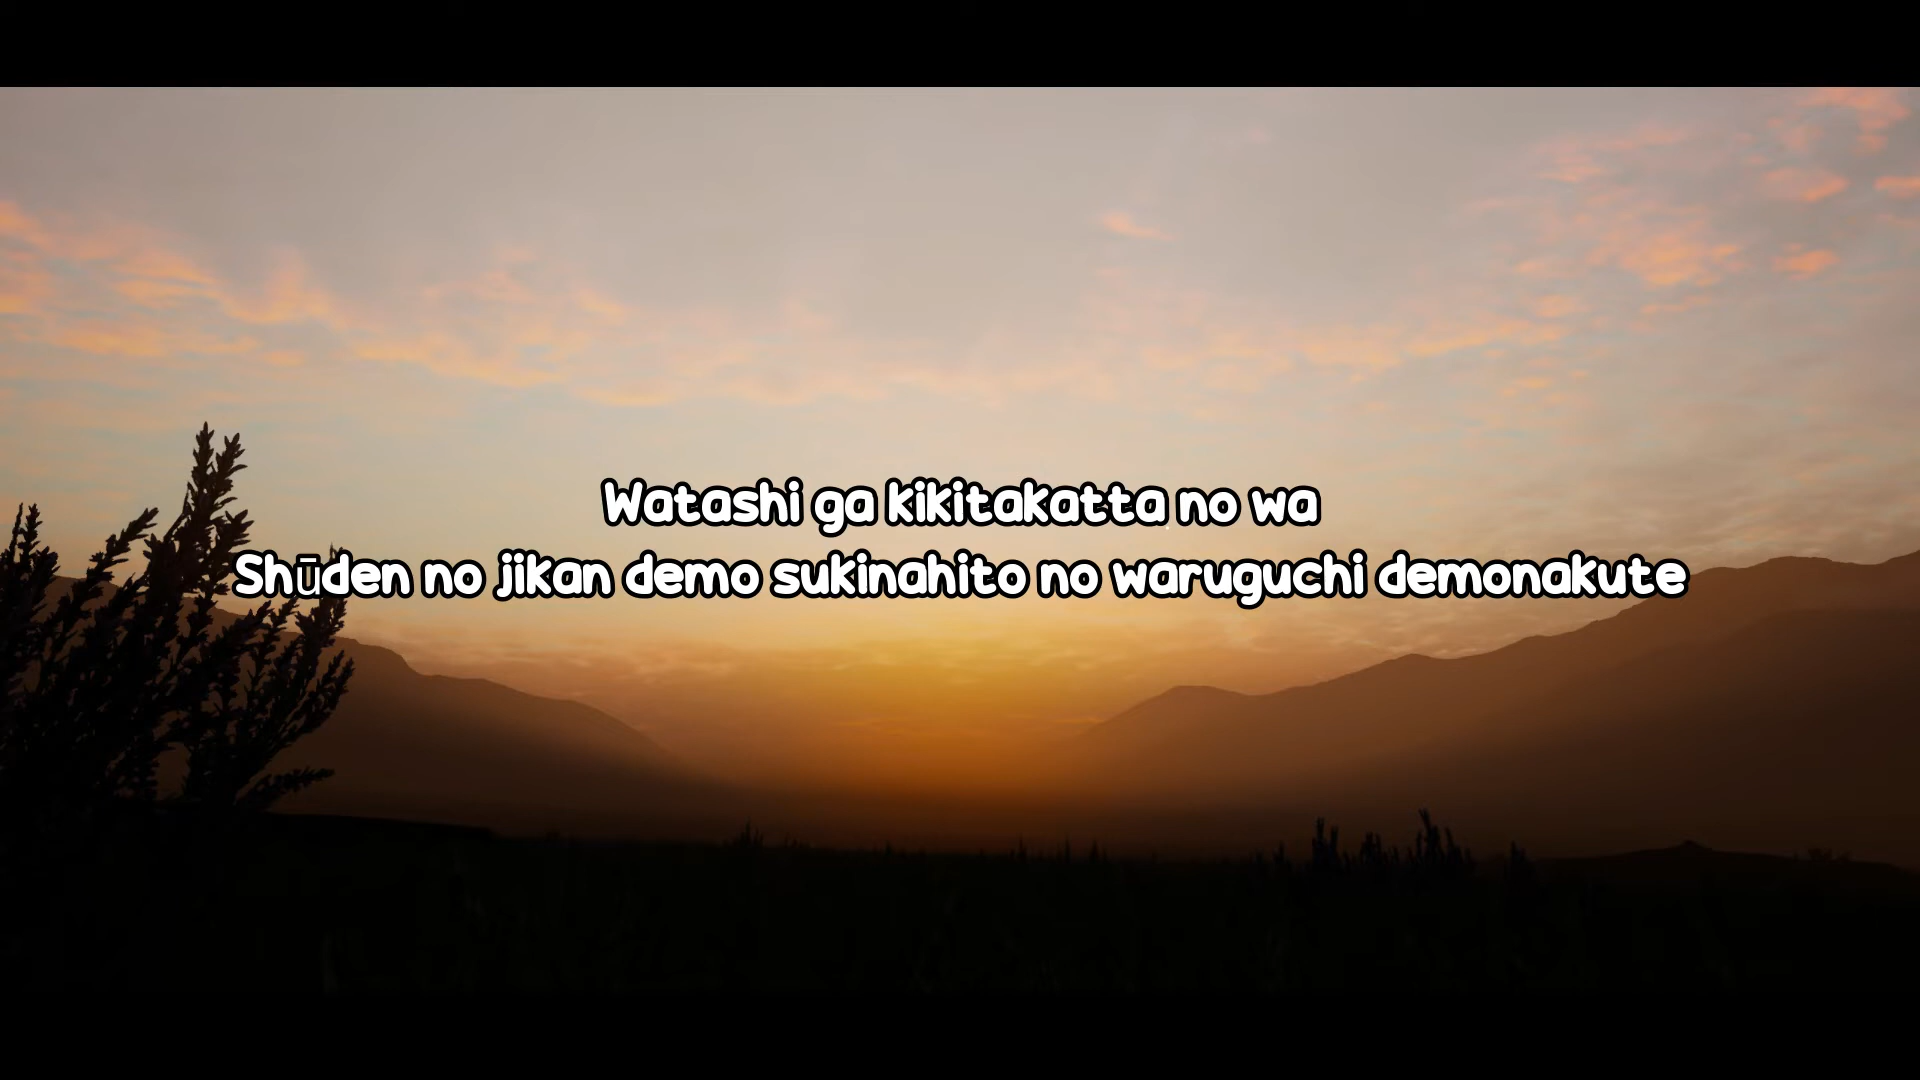 Watashi ga kikitakatta no wa
Shūden no jikan demo sukinahito no waruguchi demonakute